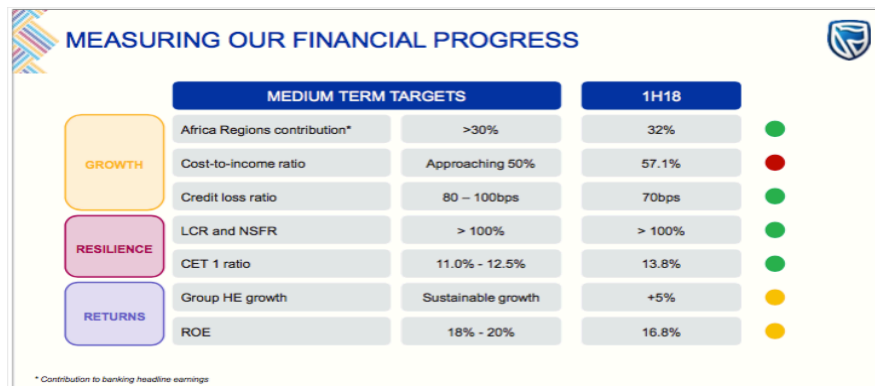 MEASURING OUR FINANCIAL PROGRESS
MEDIUM TERM TARGETS 1H18
GROWTH
Africa Regions contribution* >30% 32%
Cost-to-income ratio Approaching 50% 57.1%
Credit loss ratio 80 – 100bps 70bps
RESILIENCE
LCR and NSFR > 100% > 100%
CET 1 ratio 11.0% - 12.5% 13.8%
RETURNS
Group HE growth Sustainable growth +5%
ROE 18% - 20% 16.8%
* Contribution to banking headline earnings